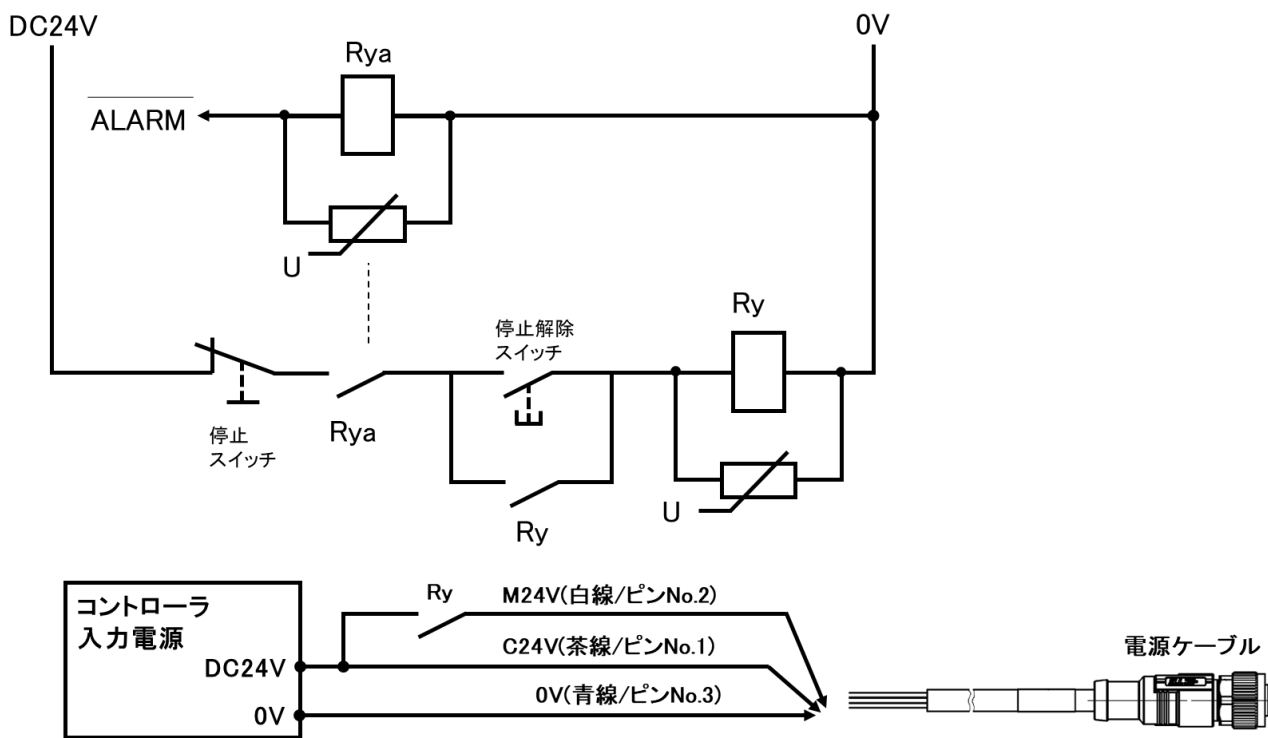 DC24V
0V
Rya
ALARM
U
停止解除
スイッチ
Ry
停止
スイッチ
Rya
U
Ry
コントローラ
入力電源
DC24V
0V
Ry
M24V(白線/ピンNo.2)
C24V(茶線/ピンNo.1)
0V(青線/ピンNo.3)
電源ケーブル